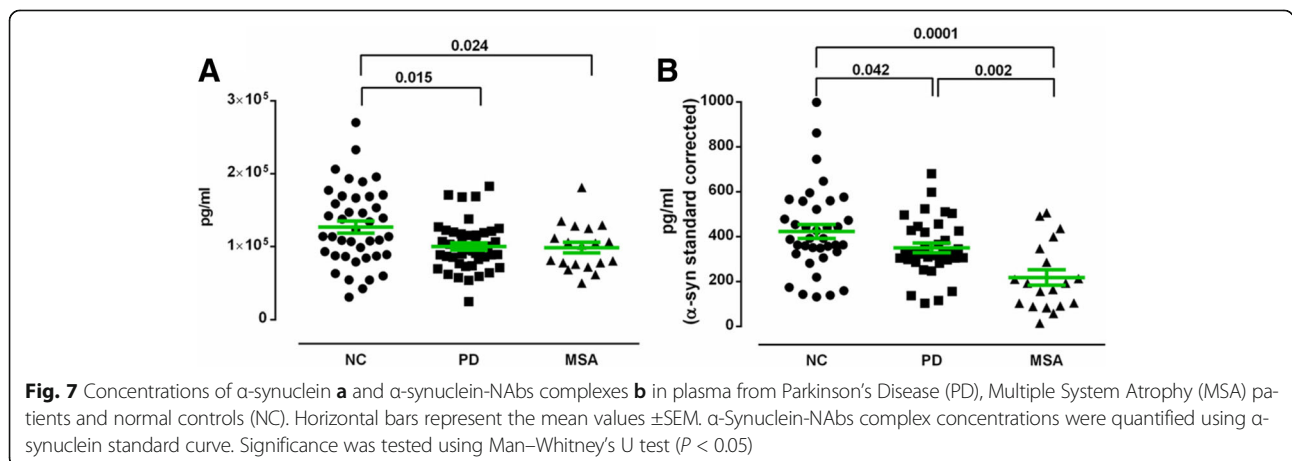 A
0.024
0.015
3×10⁵
2×10⁵
1×10⁵
0
pg/ml
NC PD MSA
B
0.0001
0.042 0.002
1000
800
600
400
200
0
pg/ml
(α-syn standard corrected)
NC PD MSA
Fig. 7 Concentrations of α-synuclein a and α-synuclein-NAbs complexes b in plasma from Parkinson's Disease (PD), Multiple System Atrophy (MSA) pa-
tients and normal controls (NC). Horizontal bars represent the mean values ±SEM. α-Synuclein-NAbs complex concentrations were quantified using α-
synuclein standard curve. Significance was tested using Man–Whitney's U test (P < 0.05)